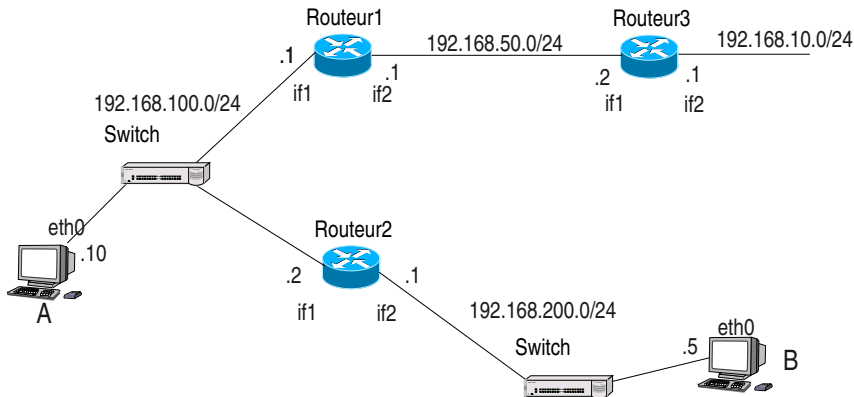 Routeur1
Routeur3
192.168.50.0/24
192.168.10.0/24
.1
.1
.2
.1
if1
if2
if1
if2
192.168.100.0/24
Switch
eth0
.10
A
Routeur2
.2
.1
if1
if2
192.168.200.0/24
Switch
eth0
.5
B